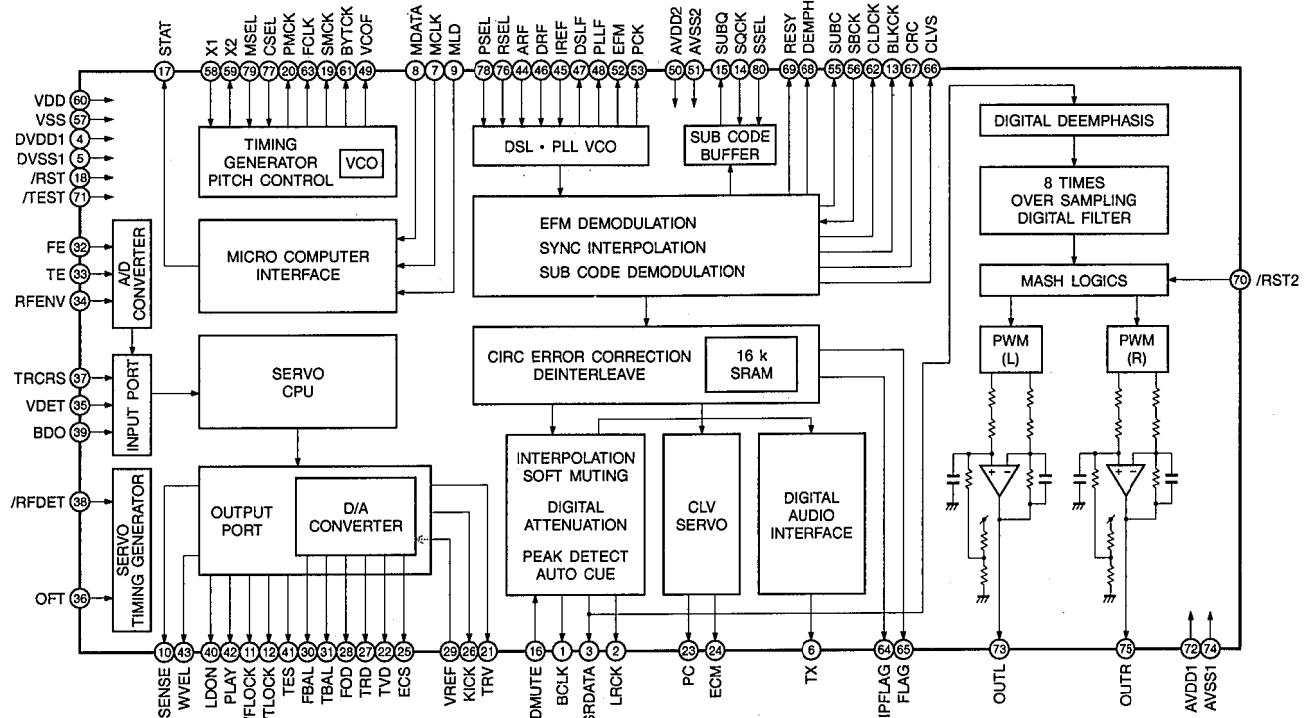 STAT
X1
X2
MSEL
CSEL
PMCK
FCLK
SMCK
BYTCK
VCOF
MDATA
MCLK
MLD
PSEL
RSEL
ARF
DRF
IREF
DSLF
PLLF
EFM
PCK
AVDD2
AVSS2
SUBQ
SQCK
SSEL
RESY
DEMPH
SUBC
SBCK
CLDCK
BLKCK
CRC
CLVS
17
58
59
79
77
20
63
19
61
49
8
7
9
78
76
44
46
45
47
48
52
53
50
51
15
14
80
69
68
55
56
62
13
67
66
VDD 60
VSS 57
DVDD1 4
DVSS1 5
/RST 18
/TEST 71
FE 32
TE 33
RFENV 34
TRCRS 37
VDET 35
BDO 39
/RFDET 38
OFT 36
A/D
CONVERTER
INPUT PORT
SERVO
TIMING GENERATOR
TIMING
GENERATOR
PITCH CONTROL
VCO
MICRO COMPUTER
INTERFACE
SERVO
CPU
OUTPUT
PORT
D/A
CONVERTER
DSL • PLL VCO
SUB CODE
BUFFER
EFM DEMODULATION
SYNC INTERPOLATION
SUB CODE DEMODULATION
CIRC ERROR CORRECTION
DEINTERLEAVE
16 k
SRAM
INTERPOLATION
SOFT MUTING
DIGITAL
ATTENUATION
PEAK DETECT
AUTO CUE
CLV
SERVO
DIGITAL
AUDIO
INTERFACE
DIGITAL DEEMPHASIS
8 TIMES
OVER SAMPLING
DIGITAL FILTER
MASH LOGICS
70 /RST2
PWM
(L)
PWM
(R)
+ −
+ −
10
43
40
42
11
12
41
30
31
28
27
22
25
29
26
21
16
1
3
2
23
24
6
64
65
73
75
72
74
SENSE
WVEL
LDON
PLAY
/FLOCK
/TLOCK
TES
FBAL
TBAL
FOD
TRD
TVD
ECS
VREF
KICK
TRV
DMUTE
BCLK
SRDATA
LRCK
PC
ECM
TX
IPFLAG
FLAG
OUTL
OUTR
AVDD1
AVSS1